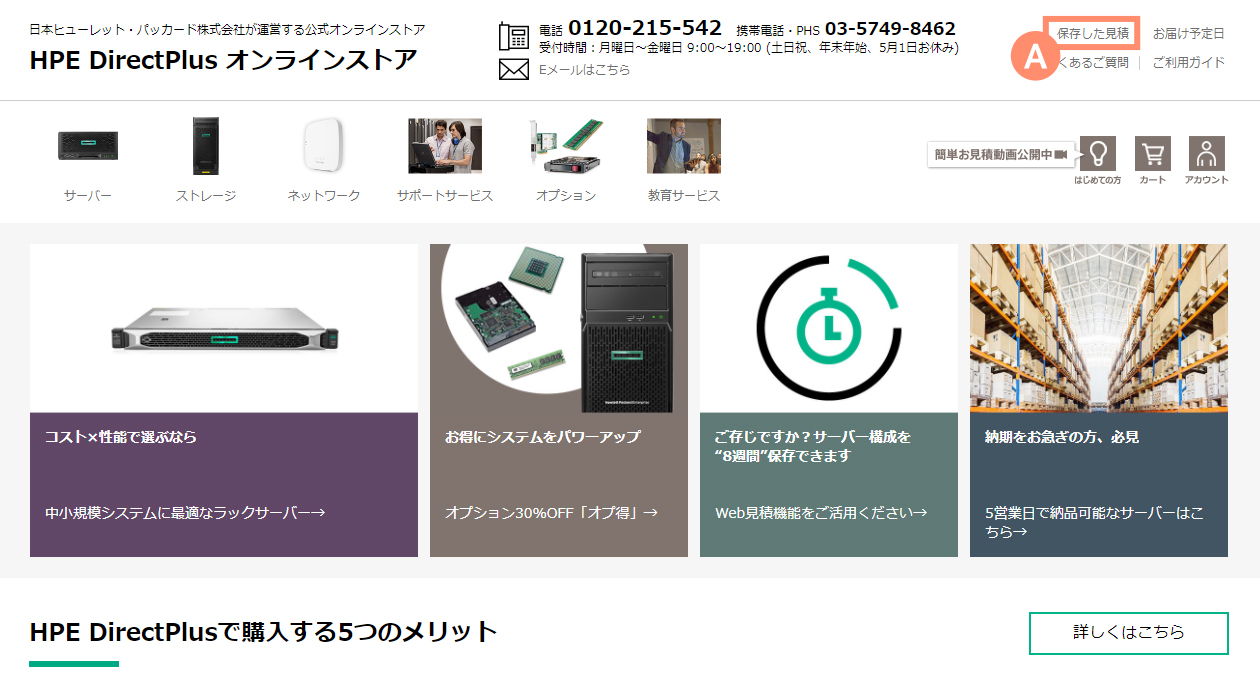 日本ヒューレット・パッカード株式会社が運営する公式オンラインストア
HPE DirectPlus オンラインストア
電話 0120-215-542 携帯電話・PHS 03-5749-8462
受付時間：月曜日～金曜日 9:00～19:00 (土日祝、年末年始、5月1日お休み)
Eメールはこちら
保存した見積
お届け予定日
A
くあるご質問
ご利用ガイド
サーバー
ストレージ
ネットワーク
サポートサービス
オプション
教育サービス
簡単お見積動画公開中
はじめての方
カート
アカウント
コスト×性能で選ぶなら
中小規模システムに最適なラックサーバー→
Hewlett Packard Enterprise
お得にシステムをパワーアップ
オプション30%OFF「オプ得」→
ご存じですか？サーバー構成を
“8週間”保存できます
Web見積機能をご活用ください→
納期をお急ぎの方、必見
5営業日で納品可能なサーバーはこ
ちら→
HPE DirectPlusで購入する5つのメリット
詳しくはこちら